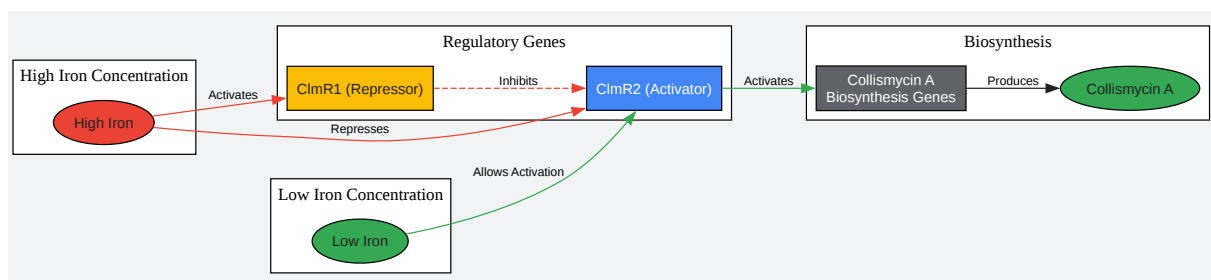 Regulatory Genes
Biosynthesis
High Iron Concentration
ClmR1 (Repressor)
Inhibits
ClmR2 (Activator)
Activates
Collismycin A
Biosynthesis Genes
Produces
Collismycin A
Activates
High Iron
Represses
Allows Activation
Low Iron Concentration
Low Iron